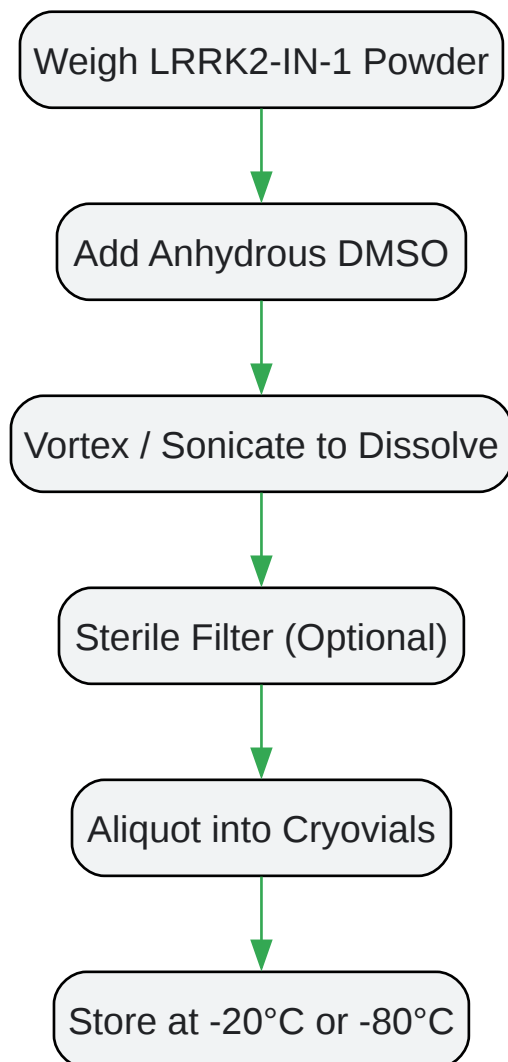 Weigh LRRK2-IN-1 Powder
Add Anhydrous DMSO
Vortex / Sonicate to Dissolve
Sterile Filter (Optional)
Aliquot into Cryovials
Store at -20°C or -80°C